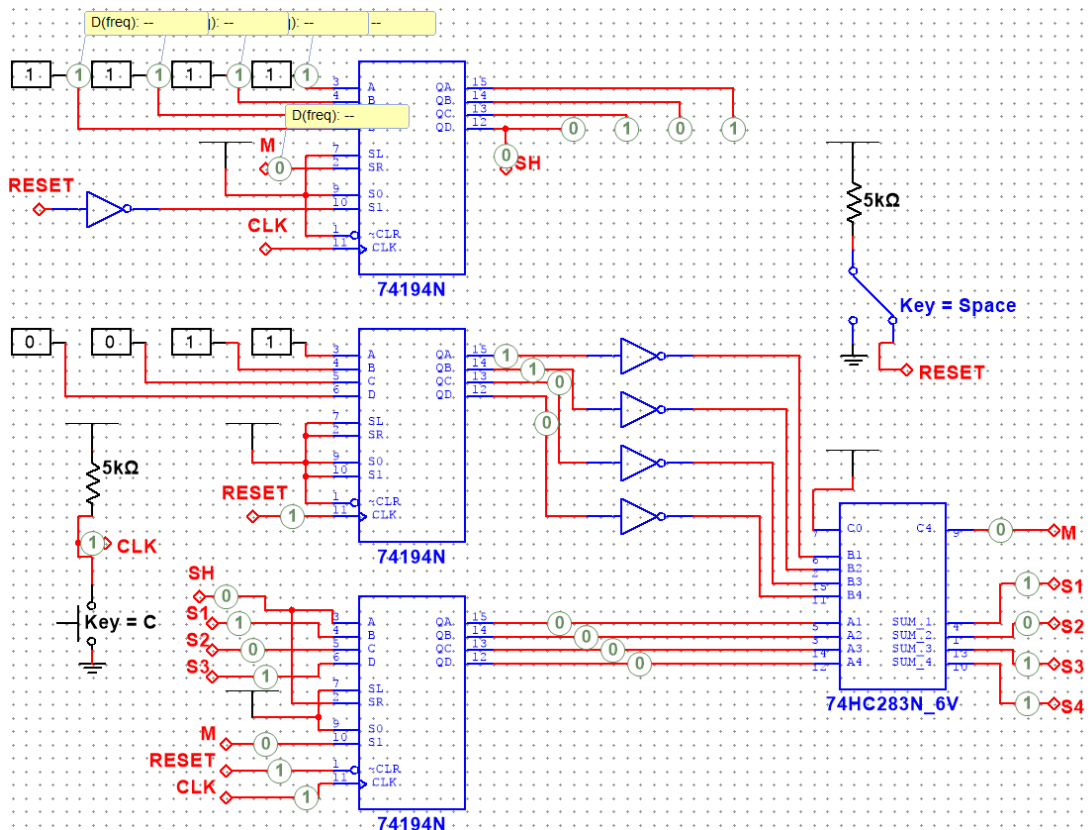 D(freq): -- ): -- ): -- --
1 1 1 1 1 1 1 1
3 A QA. 15
4 B QB. 14
QC. 13
QD. 12
D(freq): --
0 1 0 1
M 0
7 SL
2 SR
0 SH
RESET
9 S0
10 S1
CLK
1 ~CLR
11 CLK
74194N
5kΩ
Key = Space
RESET
0 0 1 1
3 A QA. 15 1
4 B QB. 14 1
5 C QC. 13 0
6 D QD. 12 0
7 SL
2 SR
9 S0
10 S1
5kΩ
RESET 1
1 ~CLR
11 CLK
74194N
1 CLK
Key = C
7 C0 C4. 9 0 M
6 B1
2 B2
15 B3
11 B4
5 A1 SUM_1. 4 1 S1
3 A2 SUM_2. 1 0 S2
14 A3 SUM_3. 13 1 S3
12 A4 SUM_4. 10 1 S4
74HC283N_6V
SH 0
S1 1
S2 0
S3 1
3 A QA. 15 0
4 B QB. 14 0
5 C QC. 13 0
6 D QD. 12 0
7 SL
2 SR
9 S0
M 0 10 S1
RESET 1 1 ~CLR
CLK 1 11 CLK
74194N